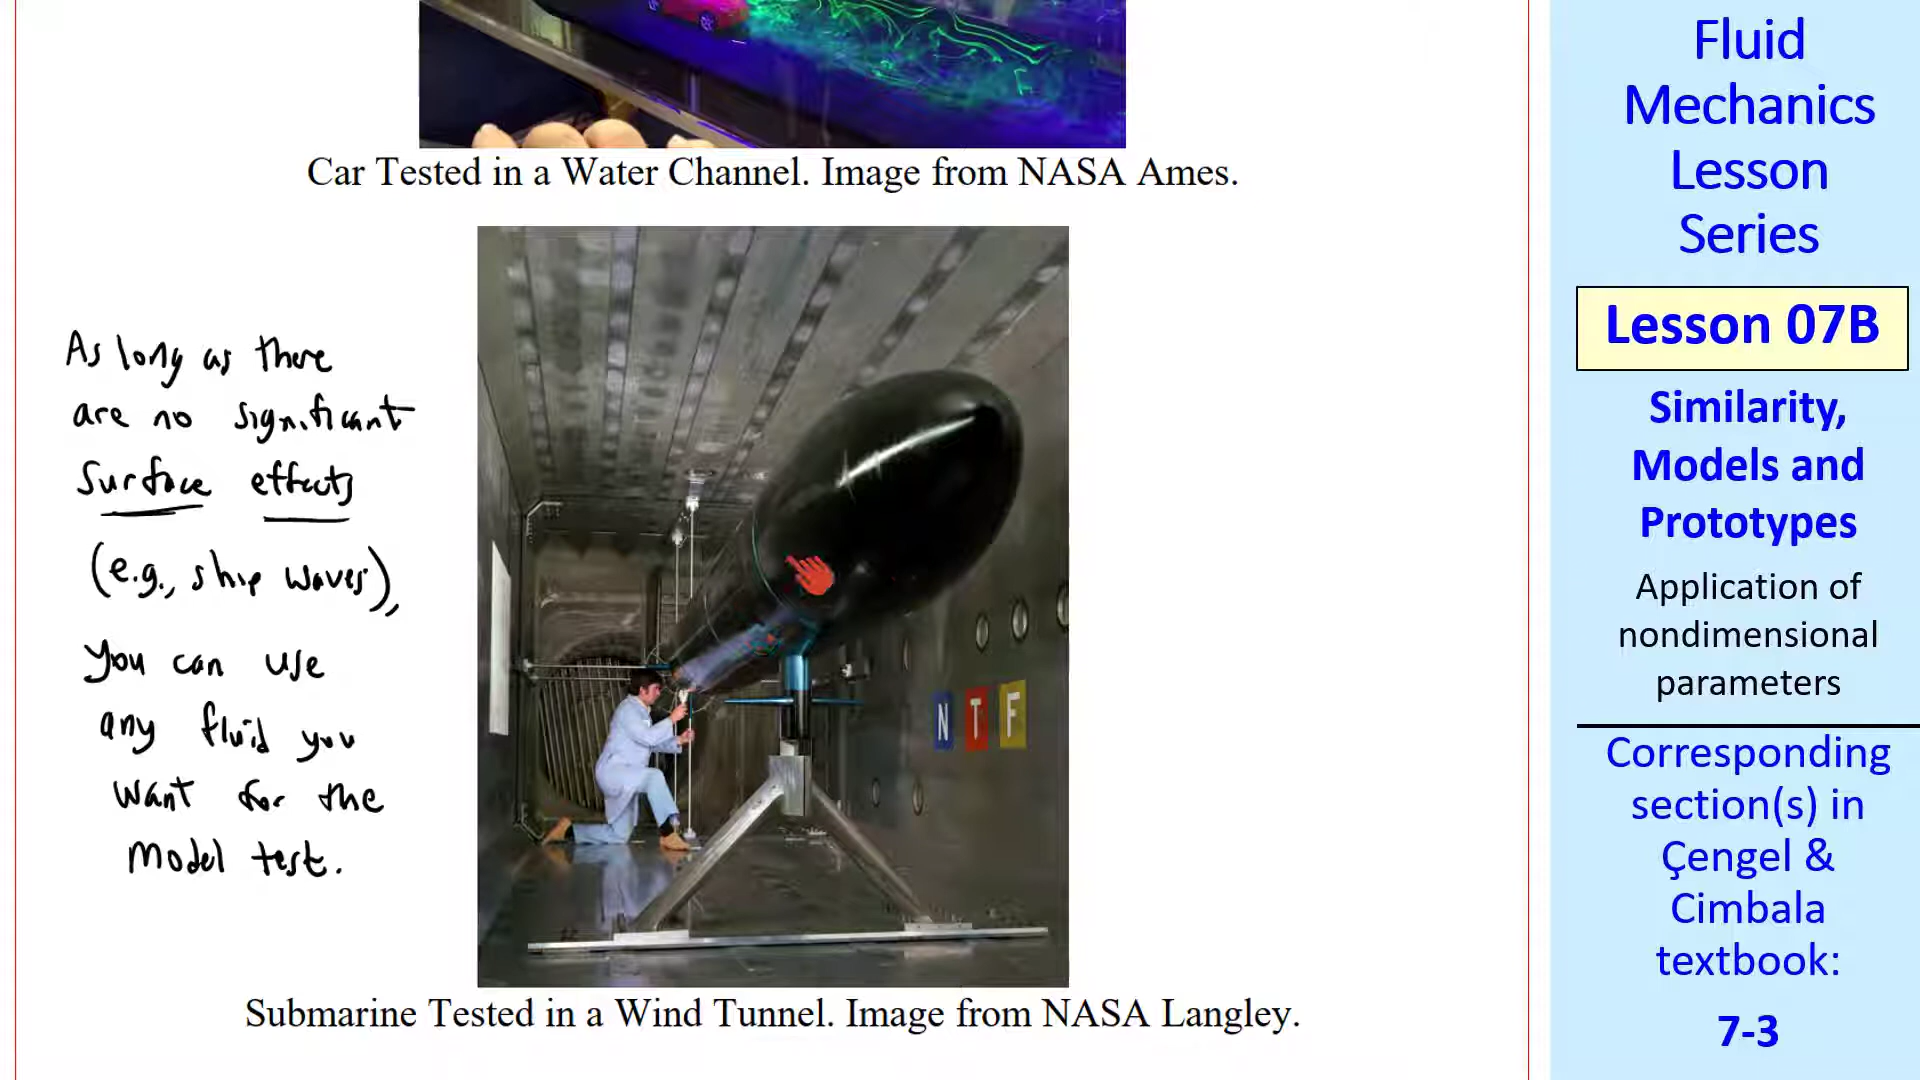 Car Tested in a Water Channel. Image from NASA Ames.
As long as there
are no significant
surface effects
(e.g., ship waves),
you can use
any fluid you
want for the
model test.
N T F
Submarine Tested in a Wind Tunnel. Image from NASA Langley.
Fluid
Mechanics
Lesson
Series
Lesson 07B
Similarity,
Models and
Prototypes
Application of
nondimensional
parameters
Corresponding
section(s) in
Çengel &
Cimbala
textbook:
7-3